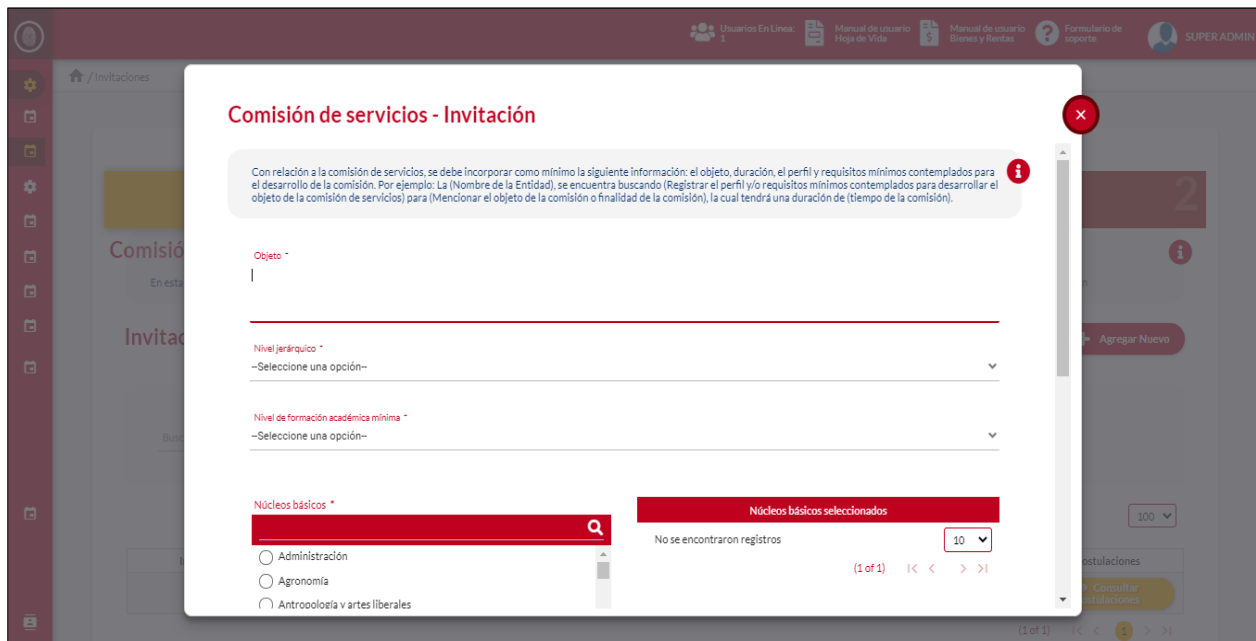 Usuarios En Linea:
1
Manual de usuario
Hoja de Vida
Manual de usuario
Bienes y Rentas
Formulario de
soporte
SUPER ADMIN
/ Invitaciones
Comisión de servicios - Invitación
Con relación a la comisión de servicios, se debe incorporar como mínimo la siguiente información: el objeto, duración, el perfil y requisitos mínimos contemplados para
el desarrollo de la comisión. Por ejemplo: La (Nombre de la Entidad), se encuentra buscando (Registrar el perfil y/o requisitos mínimos contemplados para desarrollar el
objeto de la comisión de servicios) para (Mencionar el objeto de la comisión o finalidad de la comisión), la cual tendrá una duración de (tiempo de la comisión).
2
Comisió
En esta
Objeto *
Invitac
Agregar Nuevo
Nivel jerárquico *
--Seleccione una opción--
Nivel de formación académica mínima *
--Seleccione una opción--
Busc
Núcleos básicos *
Núcleos básicos seleccionados
No se encontraron registros
10
100
Administración
(1 of 1)
Agronomía
Antropología y artes liberales
ostulaciones
Consultar
ostulaciones
(1 of 1)
1